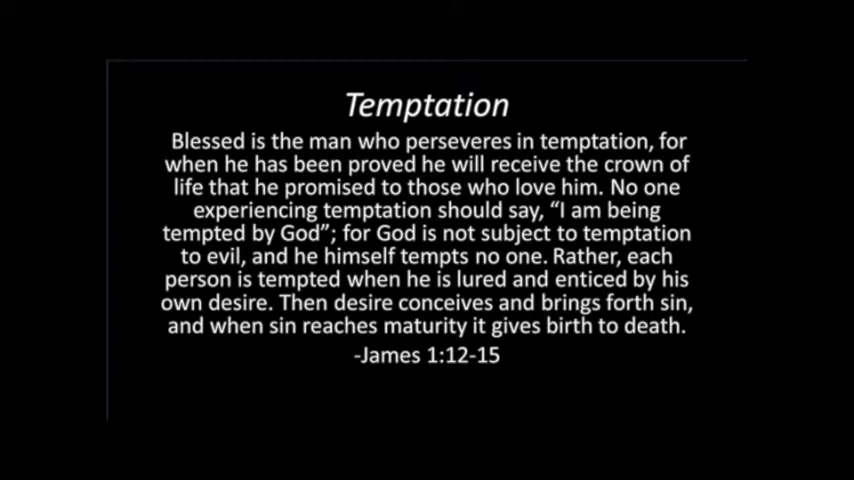 Temptation
Blessed is the man who perseveres in temptation, for
when he has been proved he will receive the crown of
life that he promised to those who love him. No one
experiencing temptation should say, “I am being
tempted by God”; for God is not subject to temptation
to evil, and he himself tempts no one. Rather, each
person is tempted when he is lured and enticed by his
own desire. Then desire conceives and brings forth sin,
and when sin reaches maturity it gives birth to death.
-James 1:12-15